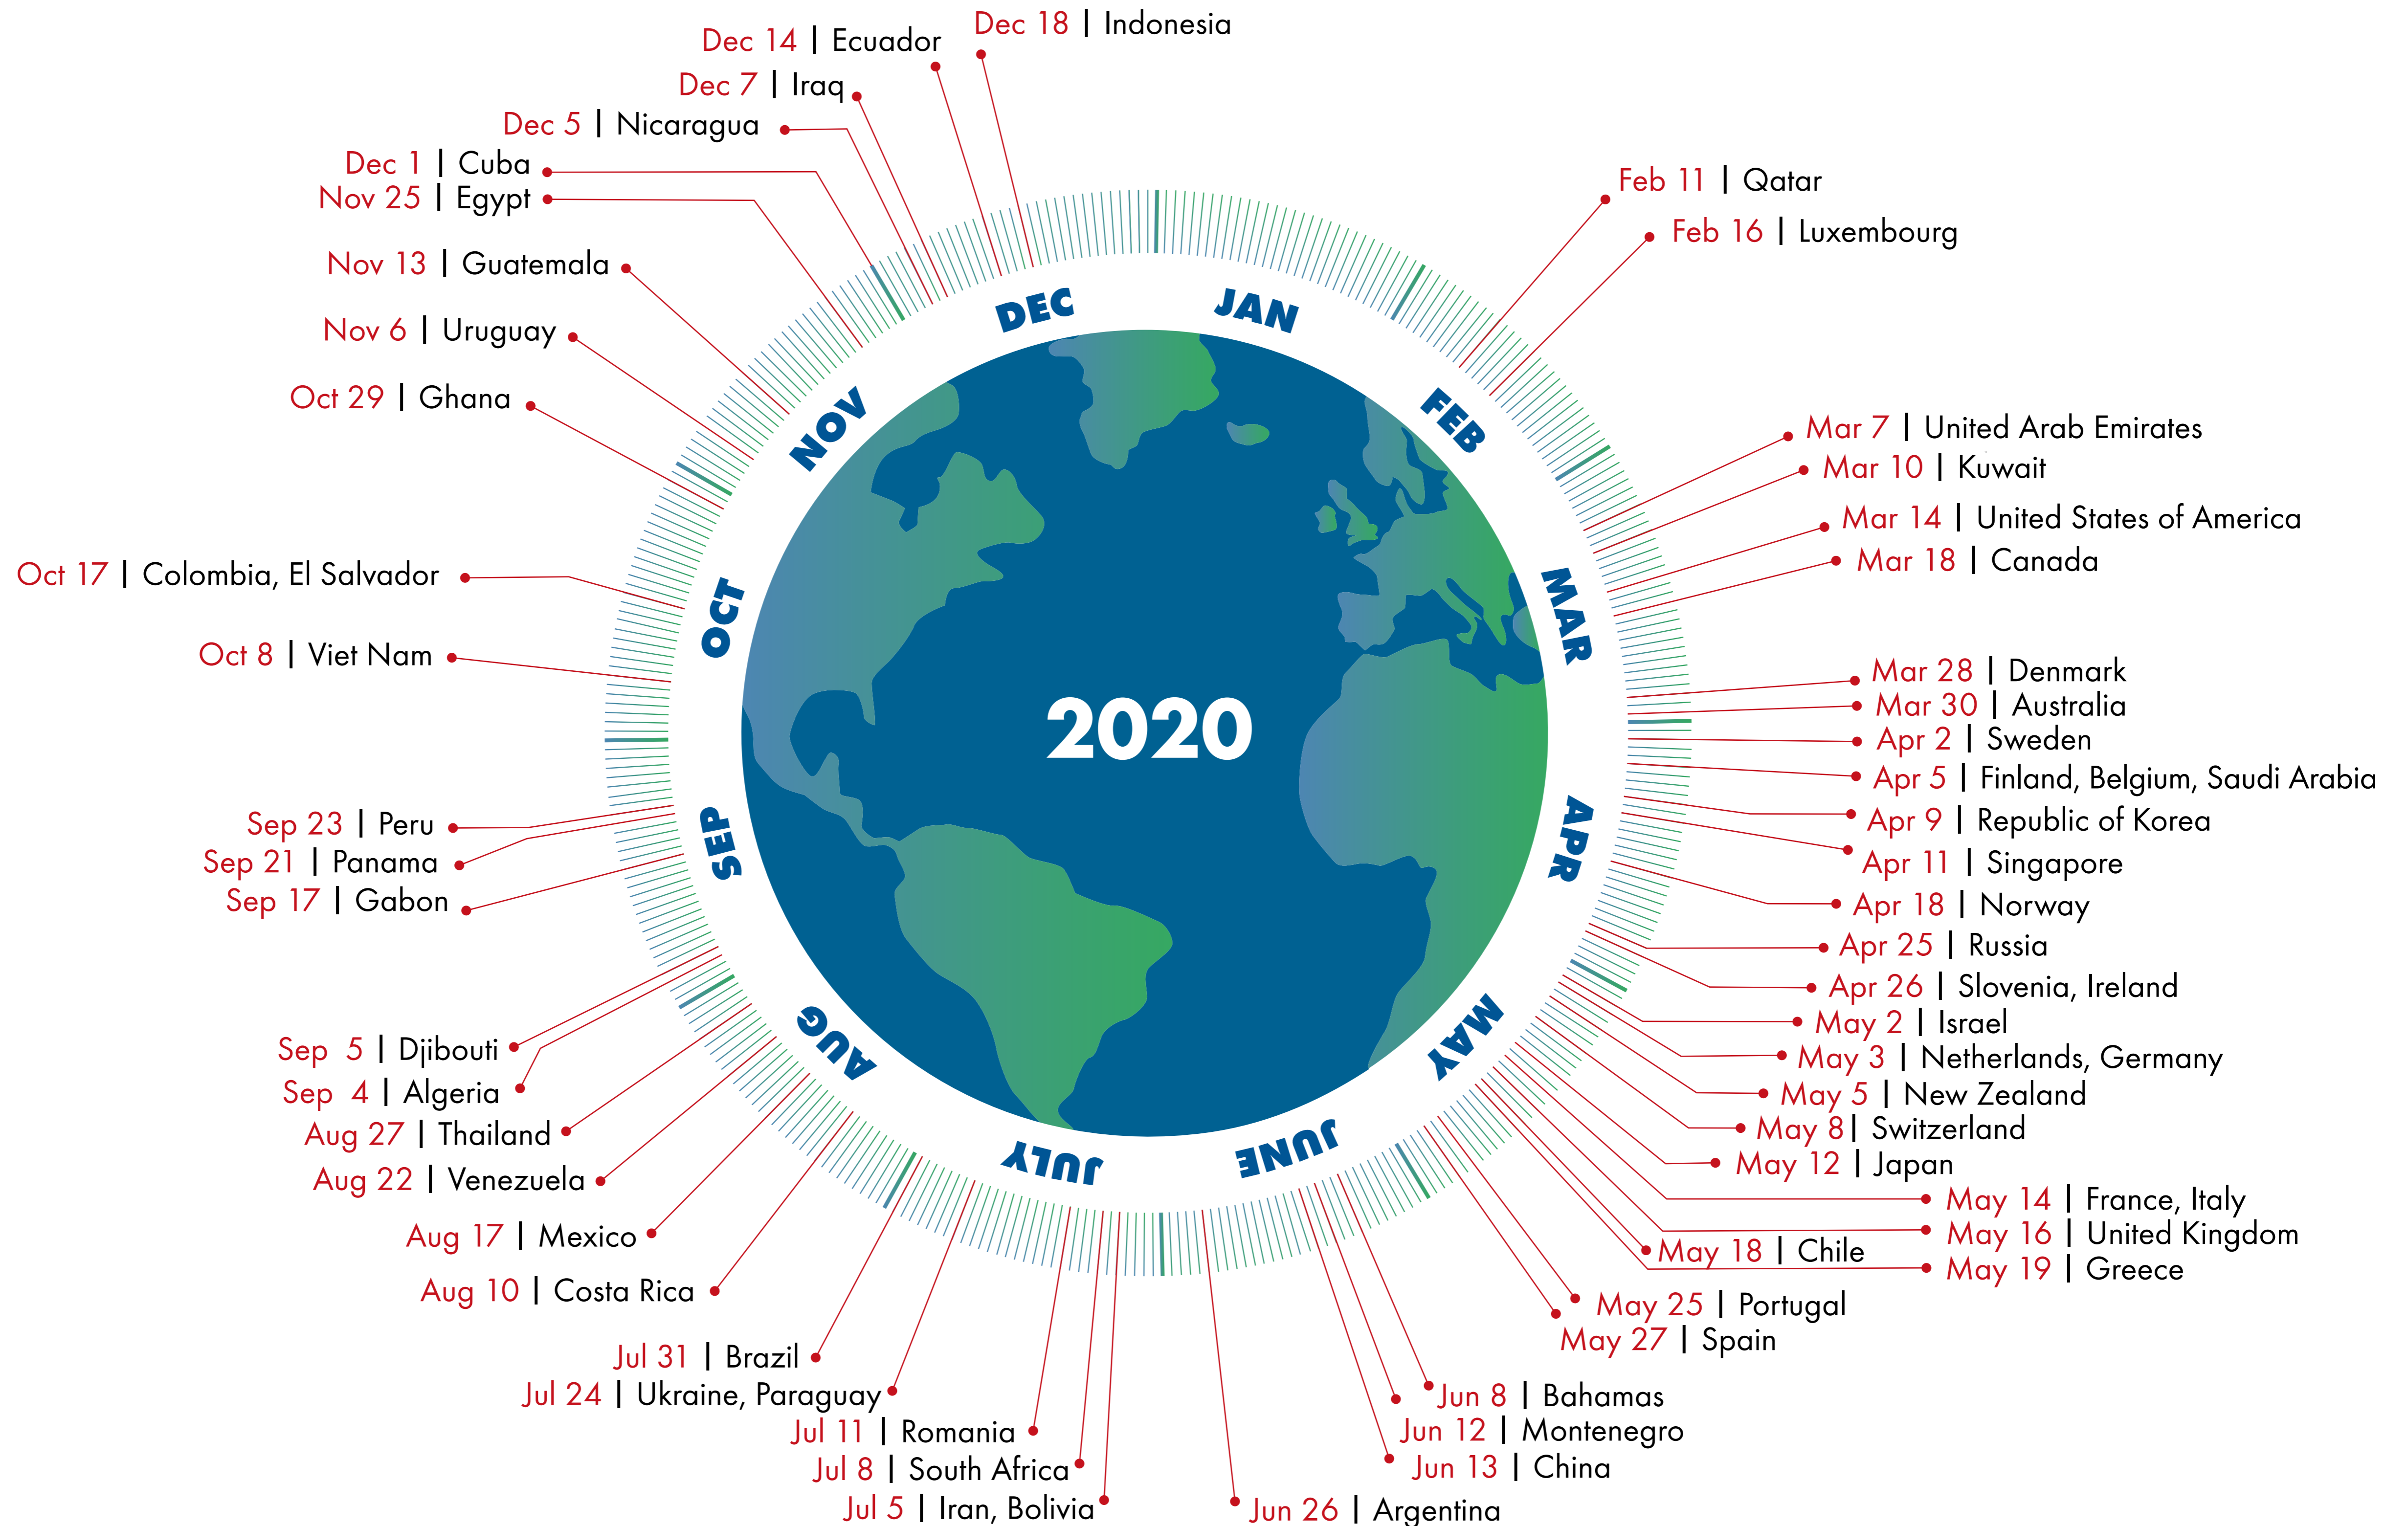 Dec 18 | Indonesia
Dec 14 | Ecuador
Dec 7 | Iraq
Dec 5 | Nicaragua
Dec 1 | Cuba
Nov 25 | Egypt
Nov 13 | Guatemala
Nov 6 | Uruguay
Oct 29 | Ghana
Oct 17 | Colombia, El Salvador
Oct 8 | Viet Nam
Sep 23 | Peru
Sep 21 | Panama
Sep 17 | Gabon
Sep 5 | Djibouti
Sep 4 | Algeria
Aug 27 | Thailand
Aug 22 | Venezuela
Aug 17 | Mexico
Aug 10 | Costa Rica
Jul 31 | Brazil
Jul 24 | Ukraine, Paraguay
Jul 11 | Romania
Jul 8 | South Africa
Jul 5 | Iran, Bolivia
Feb 11 | Qatar
Feb 16 | Luxembourg
Mar 7 | United Arab Emirates
Mar 10 | Kuwait
Mar 14 | United States of America
Mar 18 | Canada
Mar 28 | Denmark
Mar 30 | Australia
Apr 2 | Sweden
Apr 5 | Finland, Belgium, Saudi Arabia
Apr 9 | Republic of Korea
Apr 11 | Singapore
Apr 18 | Norway
Apr 25 | Russia
Apr 26 | Slovenia, Ireland
May 2 | Israel
May 3 | Netherlands, Germany
May 5 | New Zealand
May 8 | Switzerland
May 12 | Japan
May 14 | France, Italy
May 16 | United Kingdom
May 18 | Chile
May 19 | Greece
May 25 | Portugal
May 27 | Spain
Jun 8 | Bahamas
Jun 12 | Montenegro
Jun 13 | China
Jun 26 | Argentina
JAN
FEB
MAR
APR
MAY
JUNE
JULY
AUG
SEP
OCT
NOV
DEC
2020